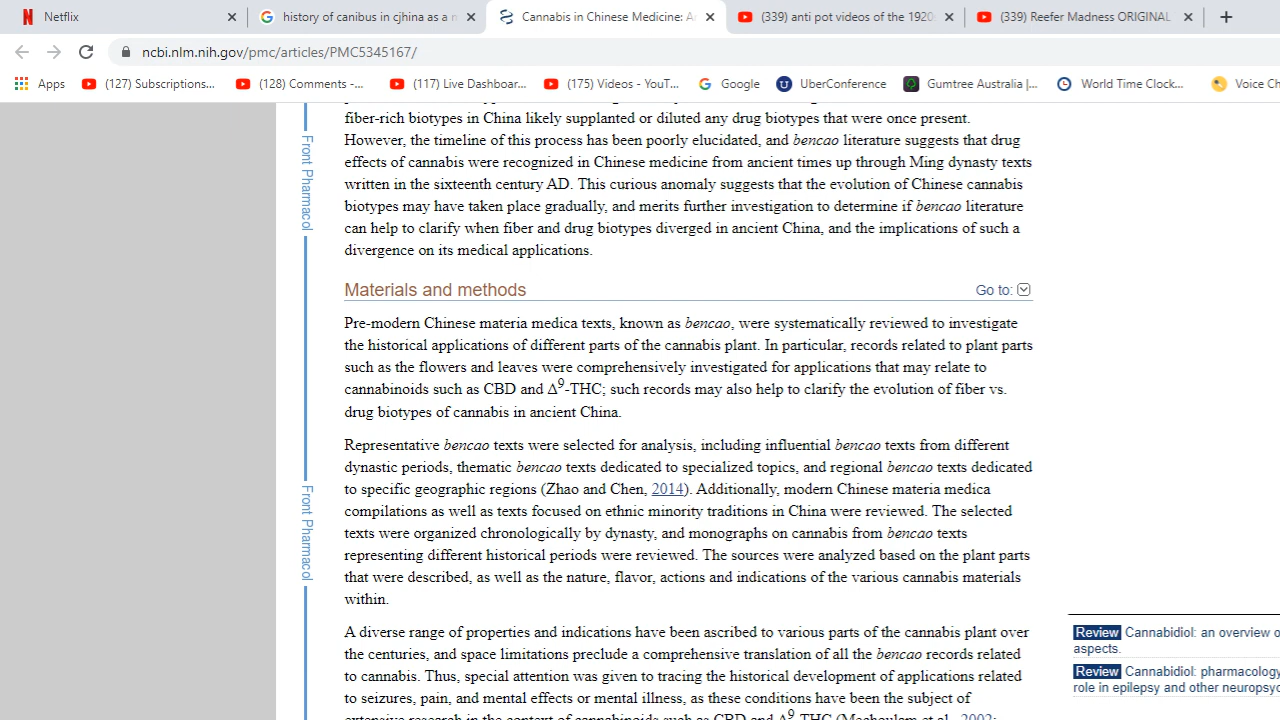 Netflix
history of canibus in cjhina as a
Cannabis in Chinese Medicine:
(339) anti pot videos of the 1920
(339) Reefer Madness ORIGINAL
ncbi.nlm.nih.gov/pmc/articles/PMC5345167/
Apps
(127) Subscriptions...
(128) Comments -...
(117) Live Dashboar...
(175) Videos - YouT...
Google
UberConference
Gumtree Australia |...
World Time Clock...
Voice
fiber-rich biotypes in China likely supplanted or diluted any drug biotypes that were once present.
However, the timeline of this process has been poorly elucidated, and bencao literature suggests that drug
effects of cannabis were recognized in Chinese medicine from ancient times up through Ming dynasty texts
written in the sixteenth century AD. This curious anomaly suggests that the evolution of Chinese cannabis
biotypes may have taken place gradually, and merits further investigation to determine if bencao literature
can help to clarify when fiber and drug biotypes diverged in ancient China, and the implications of such a
divergence on its medical applications.
Materials and methods
Go to:
Pre-modern Chinese materia medica texts, known as bencao, were systematically reviewed to investigate
the historical applications of different parts of the cannabis plant. In particular, records related to plant parts
such as the flowers and leaves were comprehensively investigated for applications that may relate to
cannabinoids such as CBD and Δ9-THC; such records may also help to clarify the evolution of fiber vs.
drug biotypes of cannabis in ancient China.
Representative bencao texts were selected for analysis, including influential bencao texts from different
dynastic periods, thematic bencao texts dedicated to specialized topics, and regional bencao texts dedicated
to specific geographic regions (Zhao and Chen, 2014). Additionally, modern Chinese materia medica
compilations as well as texts focused on ethnic minority traditions in China were reviewed. The selected
texts were organized chronologically by dynasty, and monographs on cannabis from bencao texts
representing different historical periods were reviewed. The sources were analyzed based on the plant parts
that were described, as well as the nature, flavor, actions and indications of the various cannabis materials
within.
A diverse range of properties and indications have been ascribed to various parts of the cannabis plant over
the centuries, and space limitations preclude a comprehensive translation of all the bencao records related
to cannabis. Thus, special attention was given to tracing the historical development of applications related
to seizures, pain, and mental effects or mental illness, as these conditions have been the subject of
extensive research in the context of cannabinoids such as CBD and Δ9-THC (Mechoulam et al., 2002;
Front Pharmacol
Front Pharmacol
Review Cannabidiol: an overview
aspects.
Review Cannabidiol: pharmacology
role in epilepsy and other